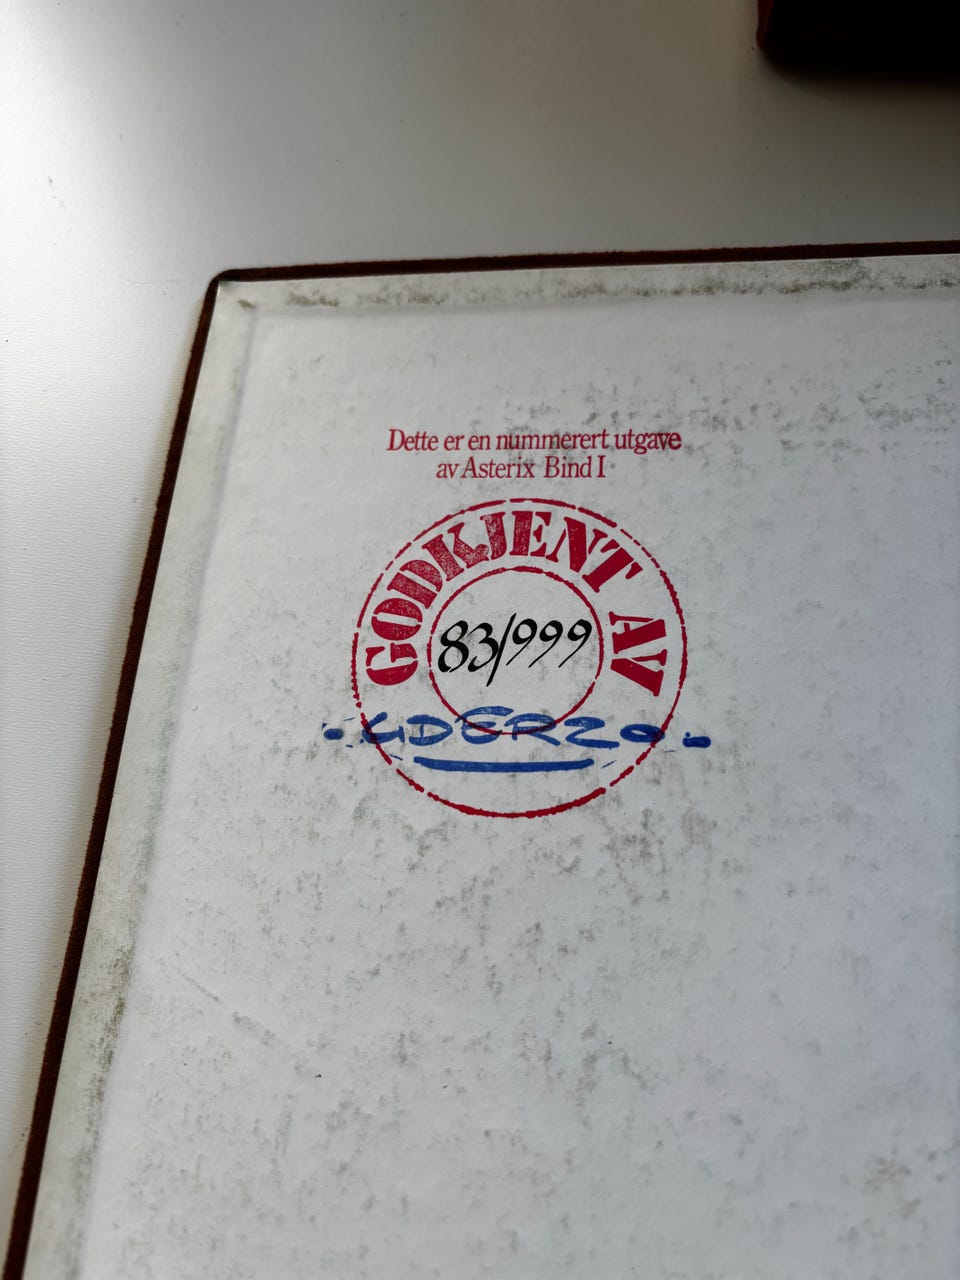 Dette er en nummerert utgave
av Asterix Bind I
GODKJENT AV
83/999
UDERZO